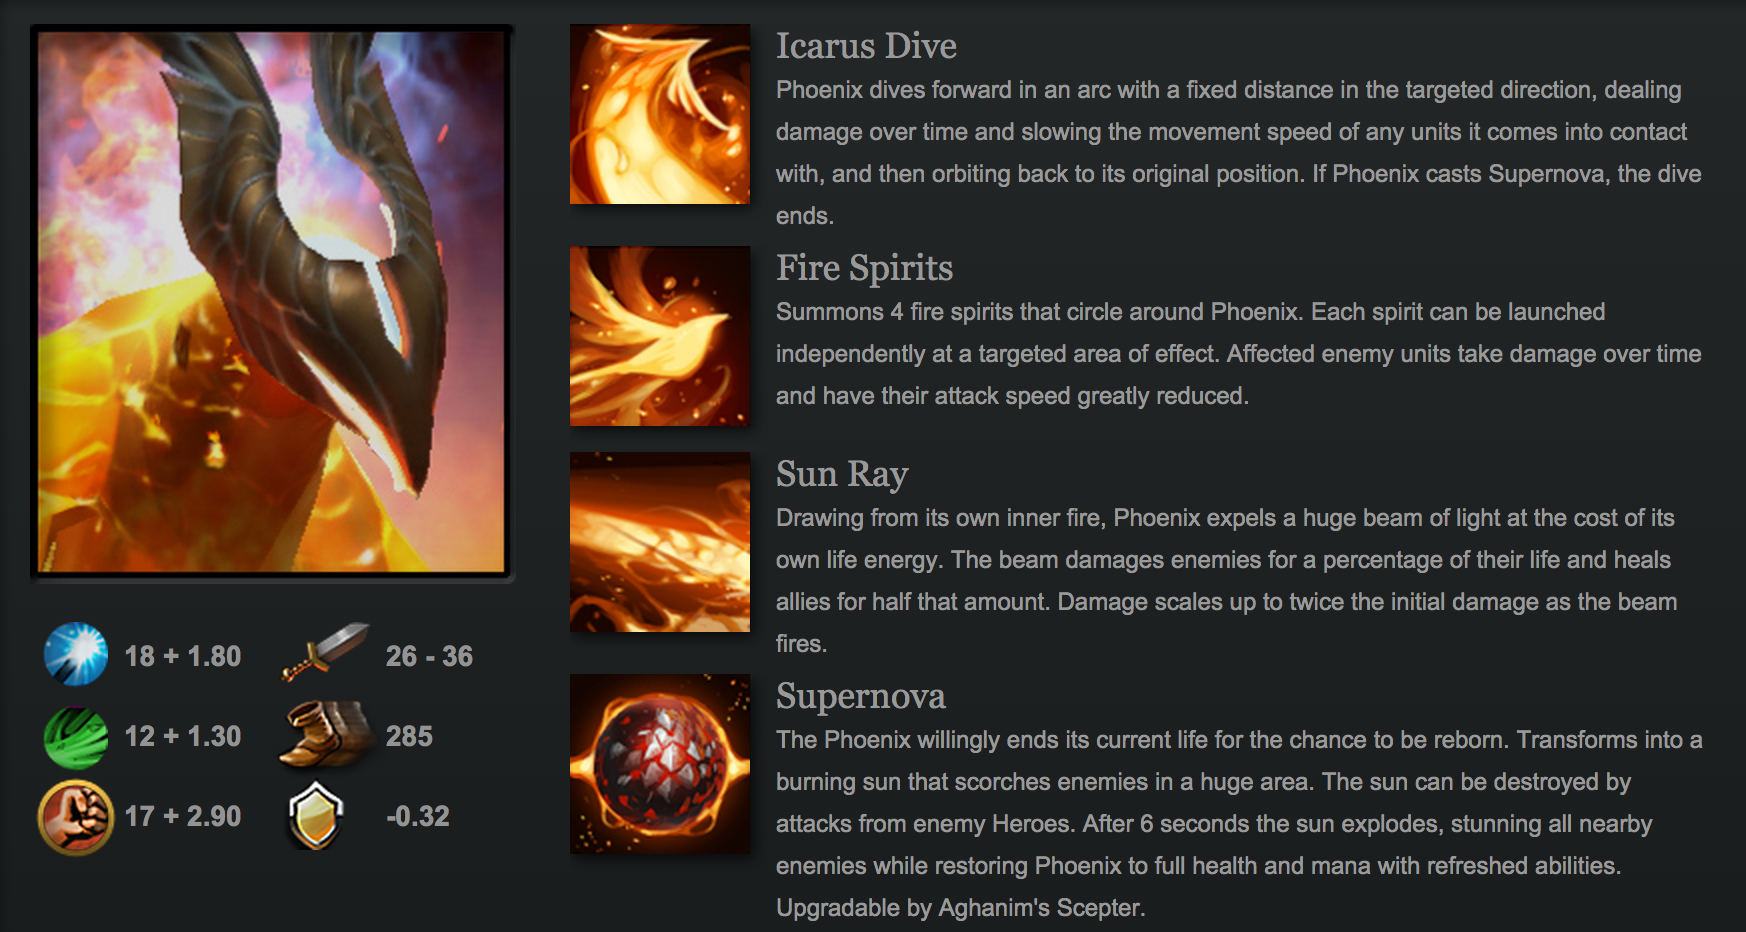 Icarus Dive
Phoenix dives forward in an arc with a fixed distance in the targeted direction, dealing
damage over time and slowing the movement speed of any units it comes into contact
with, and then orbiting back to its original position. If Phoenix casts Supernova, the dive
ends.
Fire Spirits
Summons 4 fire spirits that circle around Phoenix. Each spirit can be launched
independently at a targeted area of effect. Affected enemy units take damage over time
and have their attack speed greatly reduced.
Sun Ray
Drawing from its own inner fire, Phoenix expels a huge beam of light at the cost of its
own life energy. The beam damages enemies for a percentage of their life and heals
allies for half that amount. Damage scales up to twice the initial damage as the beam
fires.
Supernova
The Phoenix willingly ends its current life for the chance to be reborn. Transforms into a
burning sun that scorches enemies in a huge area. The sun can be destroyed by
attacks from enemy Heroes. After 6 seconds the sun explodes, stunning all nearby
enemies while restoring Phoenix to full health and mana with refreshed abilities.
Upgradable by Aghanim's Scepter.
18 + 1.80
26 - 36
12 + 1.30
285
17 + 2.90
-0.32